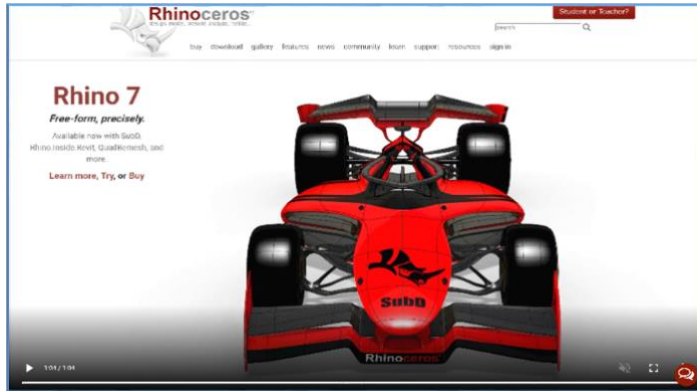 Rhinoceros
Student or Teacher?
search
buy download gallery features news community learn support resources sign in
Rhino 7
Free-form, precisely.
Available now with SubD,
Rhino.Inside.Revit, QuadRemesh, and
more.
Learn more, Try, or Buy
SubD
Rhinoceros
1:04 / 1:04